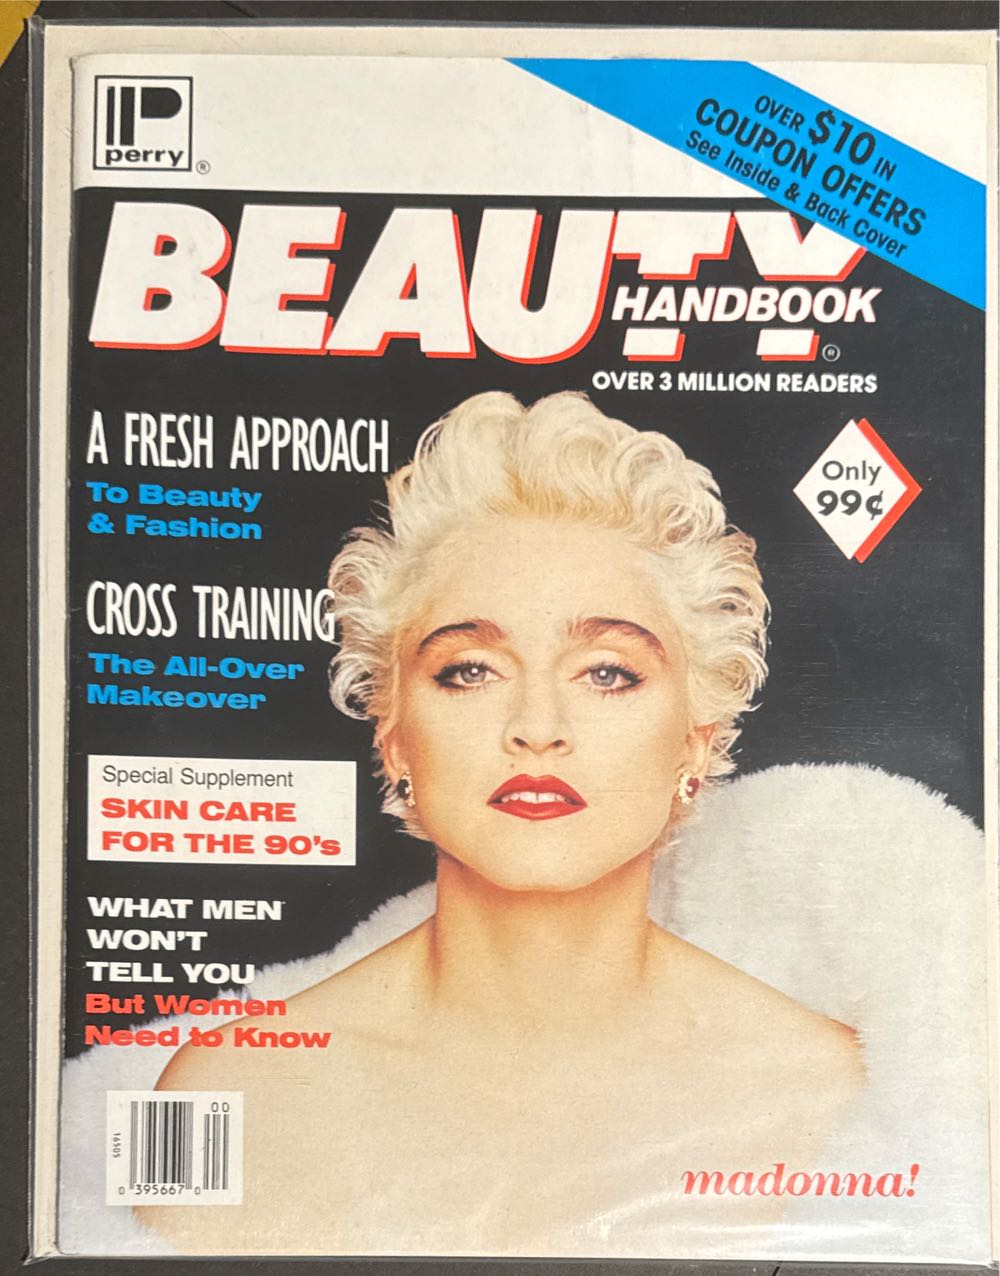 perry®
OVER $10 IN
COUPON OFFERS
See Inside & Back Cover
BEAUTY
HANDBOOK
®
OVER 3 MILLION READERS
A FRESH APPROACH
To Beauty
& Fashion
Only
99¢
CROSS TRAINING
The All-Over
Makeover
Special Supplement
SKIN CARE
FOR THE 90's
WHAT MEN
WON'T
TELL YOU
But Women
Need to Know
00
16505
0 395667 0
madonna!